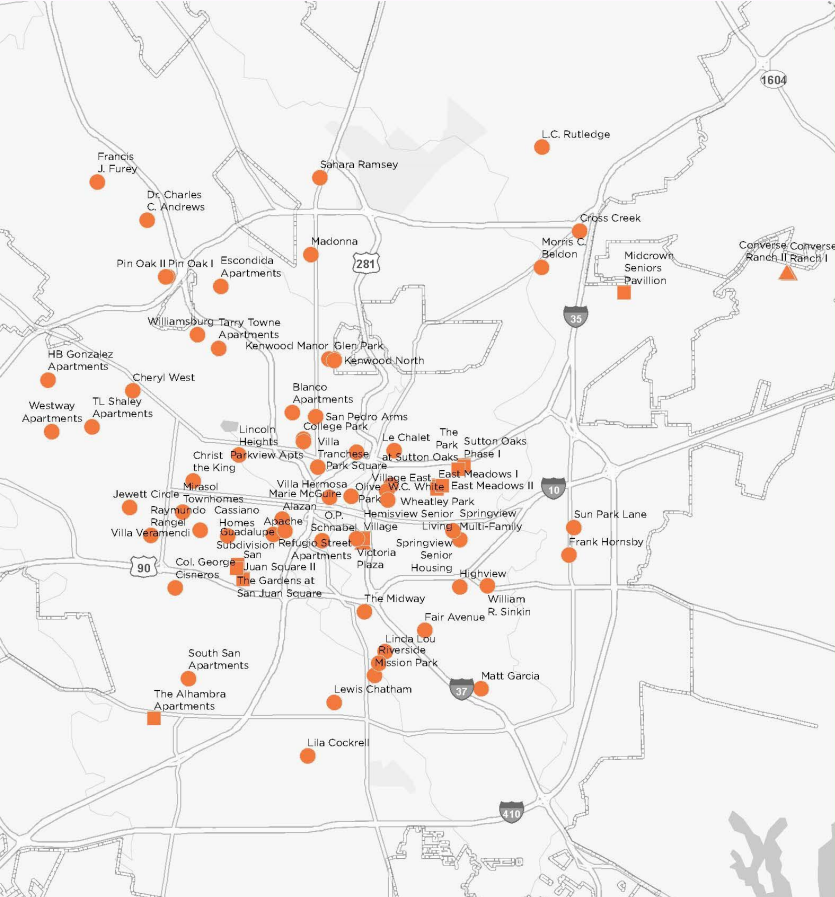 1604
L.C. Rutledge
Francis
J. Furey
Sahara Ramsey
Dr. Charles
C. Andrews
Cross Creek
Madonna
Morris C.
Beldon
Midcrown
Seniors
Pavillion
Converse
Ranch II
Converse
Ranch I
Pin Oak II
Pin Oak I
Escondida
Apartments
281
35
Williamsburg
Tarry Towne
Apartments
Kenwood Manor
Glen Park
Kenwood North
HB Gonzalez
Apartments
Cheryl West
Blanco
Apartments
Westway
Apartments
TL Shaley
Apartments
San Pedro Arms
College Park
Lincoln
Heights
Villa
Tranchese
Le Chalet
The
Park
at Sutton Oaks
Sutton Oaks
Phase I
Christ
the King
Parkview Apts
Park Square
Mirasol
Townhomes
Villa Hermosa
Village East
East Meadows I
Olive
Park
W.C. White
East Meadows II
10
Jewett Circle
Marie McGuire
Wheatley Park
Raymundo
Rangel
Cassiano
Homes
Alazan
Apache
O.P.
Schnabel
Hemisview
Village
Senior
Living
Springview
Multi-Family
Sun Park Lane
Villa Veramendi
Guadalupe
Subdivision
Refugio Street
Apartments
Victoria
Plaza
Springview
Senior
Housing
Frank Hornsby
90
Col. George
Cisneros
San
Juan Square II
The Gardens at
San Juan Square
Highview
William
R. Sinkin
The Midway
Fair Avenue
Linda Lou
Riverside
Mission Park
South San
Apartments
Matt Garcia
37
The Alhambra
Apartments
Lewis Chatham
Lila Cockrell
410